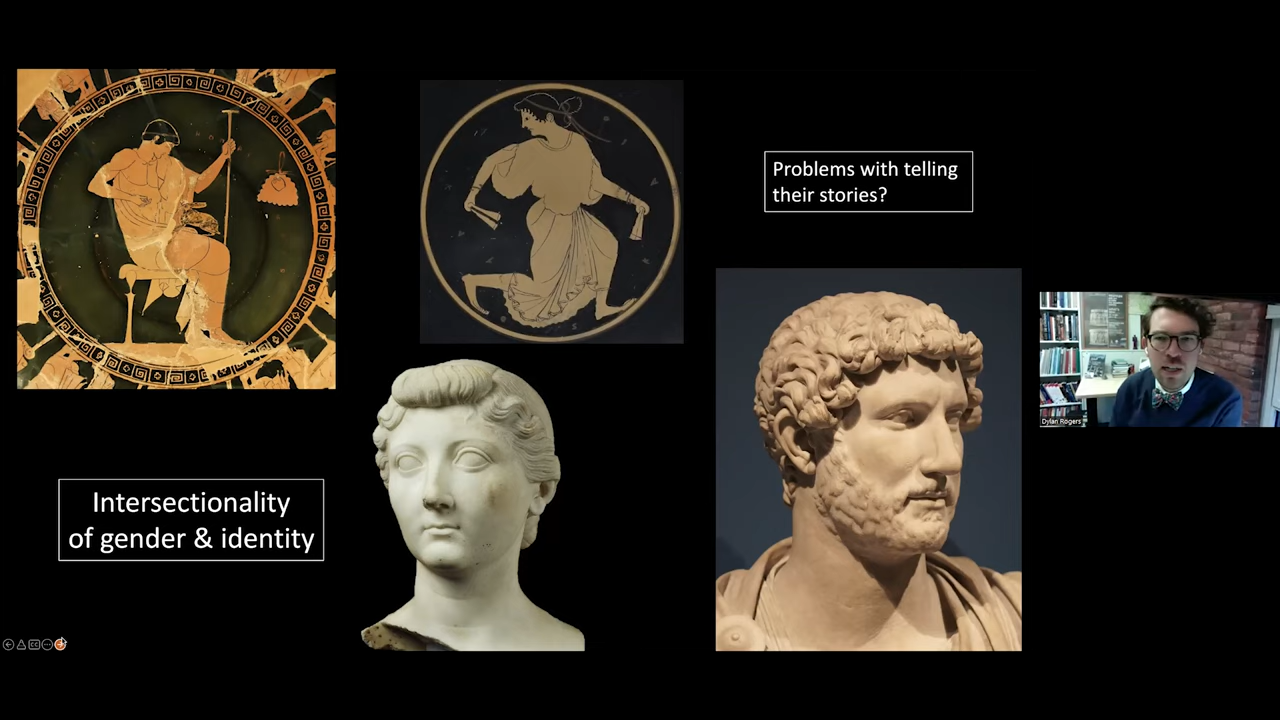 Problems with telling
their stories?
Intersectionality
of gender & identity
Dylan Rogers